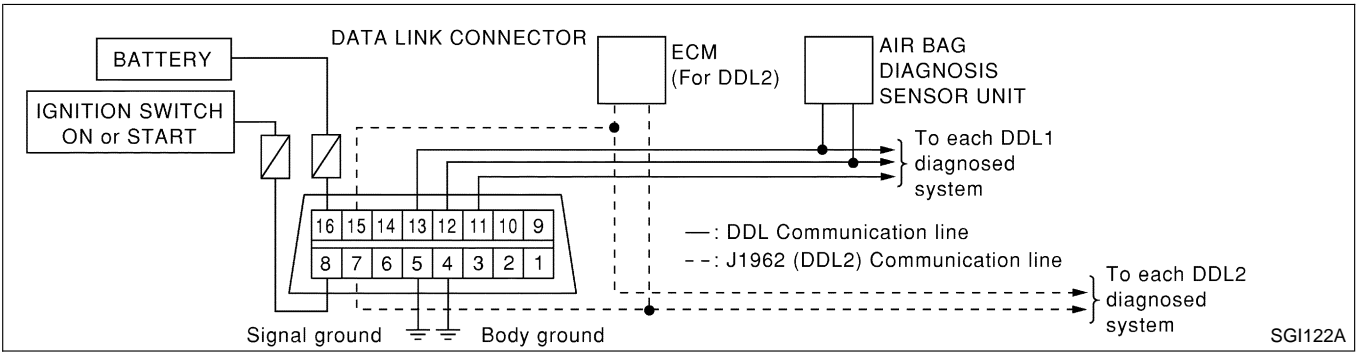 DATA LINK CONNECTOR
BATTERY
IGNITION SWITCH
ON or START
ECM
(For DDL2)
AIR BAG
DIAGNOSIS
SENSOR UNIT
To each DDL1
diagnosed
system
16 15 14 13 12 11 10 9
8 7 6 5 4 3 2 1
: DDL Communication line
: J1962 (DDL2) Communication line
To each DDL2
diagnosed
system
Signal ground
Body ground
SGI122A